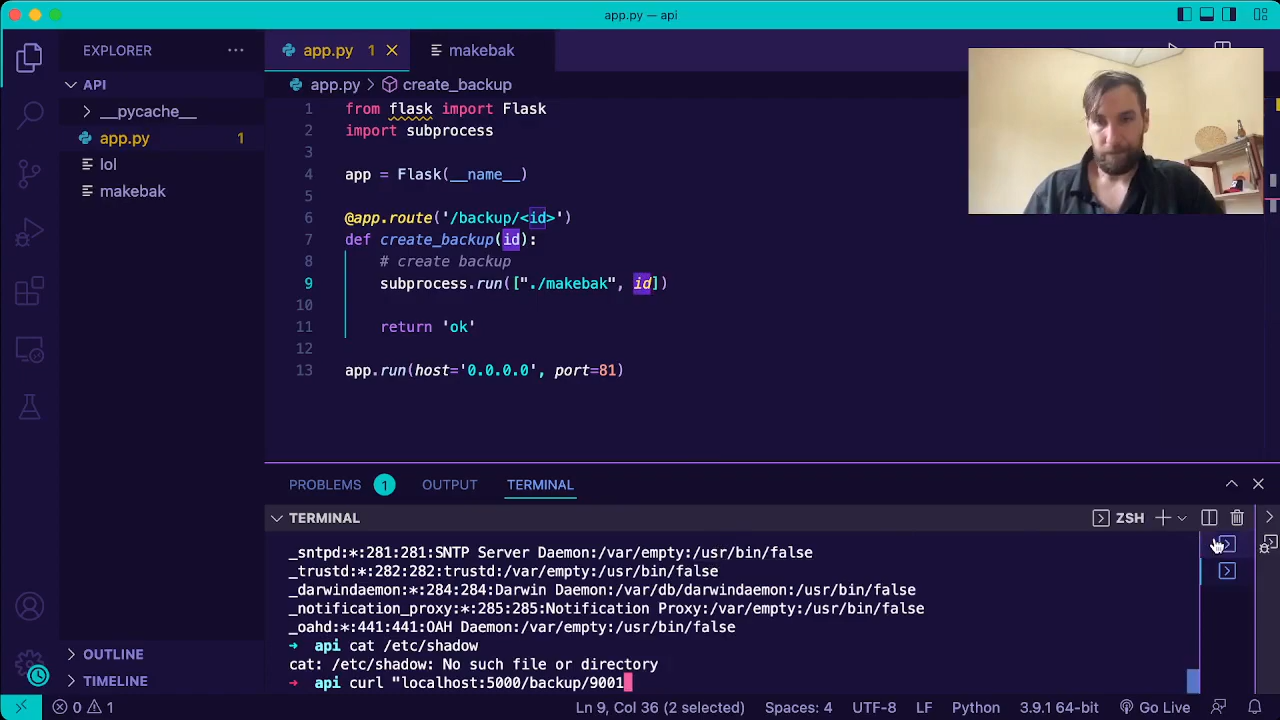 app.py — api
EXPLORER
API
__pycache__
app.py 1
lol
makebak
OUTLINE
TIMELINE
app.py 1
makebak
app.py > create_backup
1 from flask import Flask
2 import subprocess
3
4 app = Flask(__name__)
5
6 @app.route('/backup/<id>')
7 def create_backup(id):
8 # create backup
9 subprocess.run(["./makebak", id])
10
11 return 'ok'
12
13 app.run(host='0.0.0.0', port=81)
PROBLEMS 1 OUTPUT TERMINAL
TERMINAL
ZSH
_sntpd:*:281:281:SNTP Server Daemon:/var/empty:/usr/bin/false
_trustd:*:282:282:trustd:/var/empty:/usr/bin/false
_darwindaemon:*:284:284:Darwin Daemon:/var/db/darwindaemon:/usr/bin/false
_notification_proxy:*:285:285:Notification Proxy:/var/empty:/usr/bin/false
_oahd:*:441:441:OAH Daemon:/var/empty:/usr/bin/false
➜ api cat /etc/shadow
cat: /etc/shadow: No such file or directory
➜ api curl "localhost:5000/backup/9001
0 1
Ln 9, Col 36 (2 selected) Spaces: 4 UTF-8 LF Python 3.9.1 64-bit Go Live